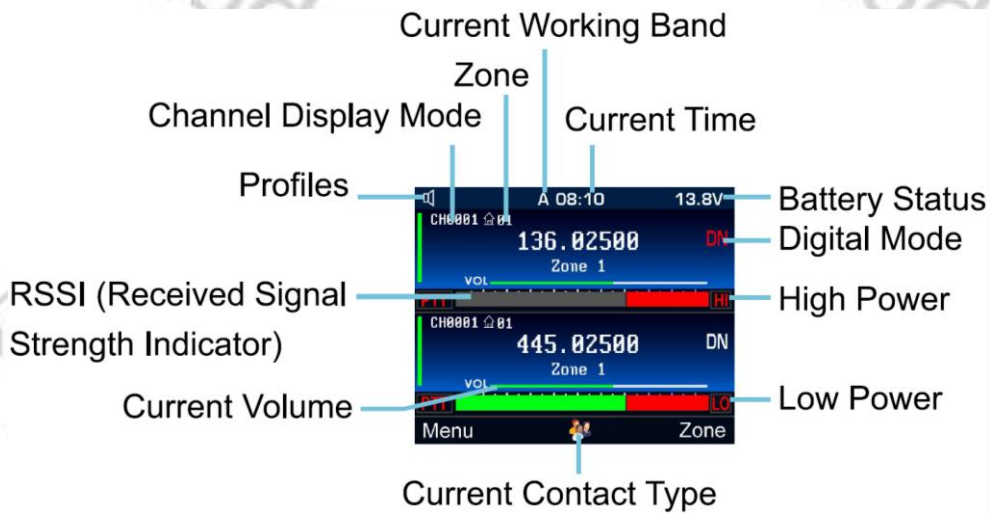 Current Working Band
Zone
Channel Display Mode
Current Time
Profiles
A 08:10 13.8V
Battery Status
CH0001 01
136.02500 DN
Digital Mode
Zone 1
VOL
RSSI (Received Signal
Strength Indicator)
PTT HI
High Power
CH0001 01
445.02500 DN
Zone 1
VOL
Current Volume
PTT LO
Low Power
Menu Zone
Current Contact Type